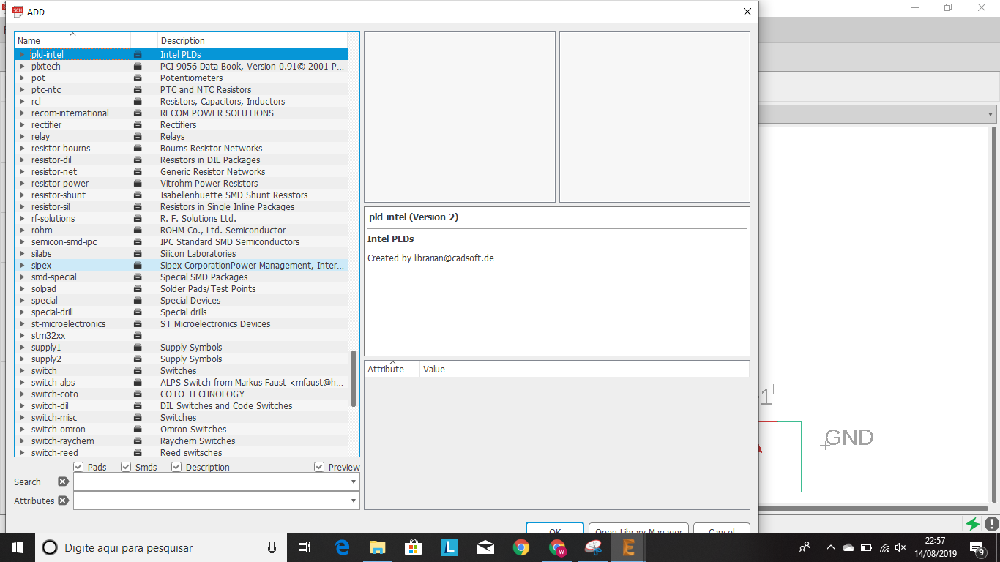 ADD
Name Description
pld-intel Intel PLDs
plxtech PCI 9056 Data Book, Version 0.91© 2001 P...
pot Potentiometers
ptc-ntc PTC and NTC Resistors
rcl Resistors, Capacitors, Inductors
recom-international RECOM POWER SOLUTIONS
rectifier Rectifiers
relay Relays
resistor-bourns Bourns Resistor Networks
resistor-dil Resistors in DIL Packages
resistor-net Generic Resistor Networks
resistor-power Vitrohm Power Resistors
resistor-shunt Isabellenhuette SMD Shunt Resistors
resistor-sil Resistors in Single Inline Packages
rf-solutions R. F. Solutions Ltd.
rohm ROHM Co., Ltd. Semiconductor
semicon-smd-ipc IPC Standard SMD Semiconductors
silabs Silicon Laboratories
sipex Sipex CorporationPower Management, Inter...
smd-special Special SMD Packages
solpad Solder Pads/Test Points
special Special Devices
special-drill Special drills
st-microelectronics ST Microelectronics Devices
stm32xx
supply1 Supply Symbols
supply2 Supply Symbols
switch Switches
switch-alps ALPS Switch from Markus Faust <mfaust@h...
switch-coto COTO TECHNOLOGY
switch-dil DIL Switches and Code Switches
switch-misc Switches
switch-omron Omron Switches
switch-raychem Raychem Switches
switch-reed Reed switsches
Pads Smds Description Preview
Search
Attributes
pld-intel (Version 2)
Intel PLDs
Created by librarian@cadsoft.de
Attribute Value
OK Open Library Manager Cancel
1
GND
Digite aqui para pesquisar
22:57
14/08/2019
9